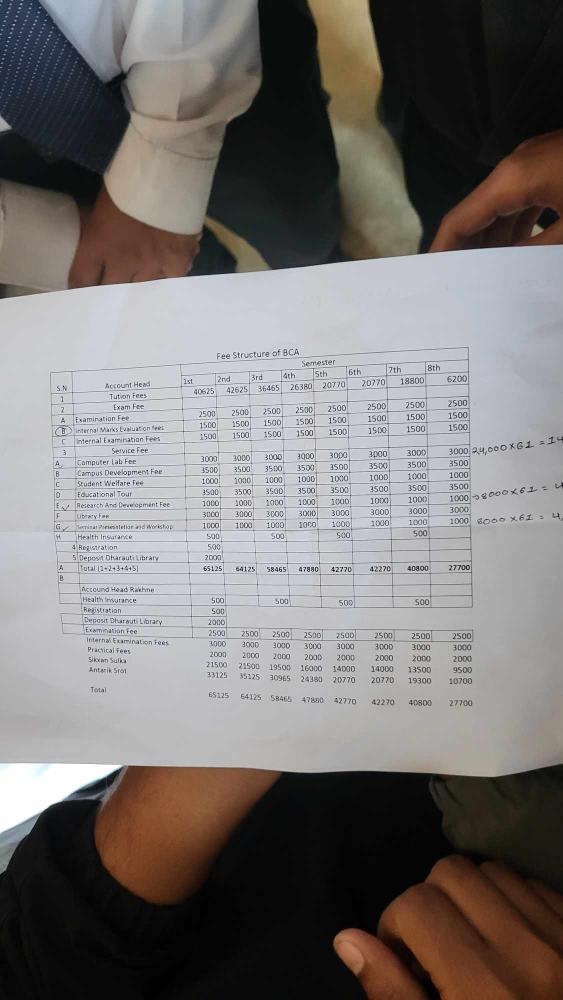 Fee Structure of BCA
S.N Account Head Semester
1st 2nd 3rd 4th 5th 6th 7th 8th
1 Tution Fees 40625 42625 36465 26380 20770 20770 18800 6200
2 Exam Fee
A Examination Fee 2500 2500 2500 2500 2500 2500 2500 2500
B Internal Marks Evaluation fees 1500 1500 1500 1500 1500 1500 1500 1500
C Internal Examination Fees 1500 1500 1500 1500 1500 1500 1500 1500
3 Service Fee
A Computer Lab Fee 3000 3000 3000 3000 3000 3000 3000 3000 24,000×61 = 14
B Campus Development Fee 3500 3500 3500 3500 3500 3500 3500 3500
C Student Welfare Fee 1000 1000 1000 1000 1000 1000 1000 1000
D Educational Tour 3500 3500 3500 3500 3500 3500 3500 3500
E Research And Development Fee 1000 1000 1000 1000 1000 1000 1000 1000 8000×61 = 4
F Library Fee 3000 3000 3000 3000 3000 3000 3000 3000
G Seminar Presenstation and Workshop 1000 1000 1000 1000 1000 1000 1000 1000 8000×61 = 4
H Health Insurance 500 500 500 500
4 Registration 500
5 Deposit Dharauti Library 2000
A Total (1+2+3+4+5) 65125 64125 58465 47880 42770 42270 40800 27700
B
Accound Head Rakhne
Health Insurance 500 500 500 500
Registration 500
Deposit Dharauti Library 2000
Examination Fee 2500 2500 2500 2500 2500 2500 2500 2500
Internal Examination Fees 3000 3000 3000 3000 3000 3000 3000 3000
Practical Fees 2000 2000 2000 2000 2000 2000 2000 2000
Sikxan Sulka 21500 21500 19500 16000 14000 14000 13500 9500
Antarik Srot 33125 35125 30965 24380 20770 20770 19300 10700
Total 65125 64125 58465 47880 42770 42270 40800 27700